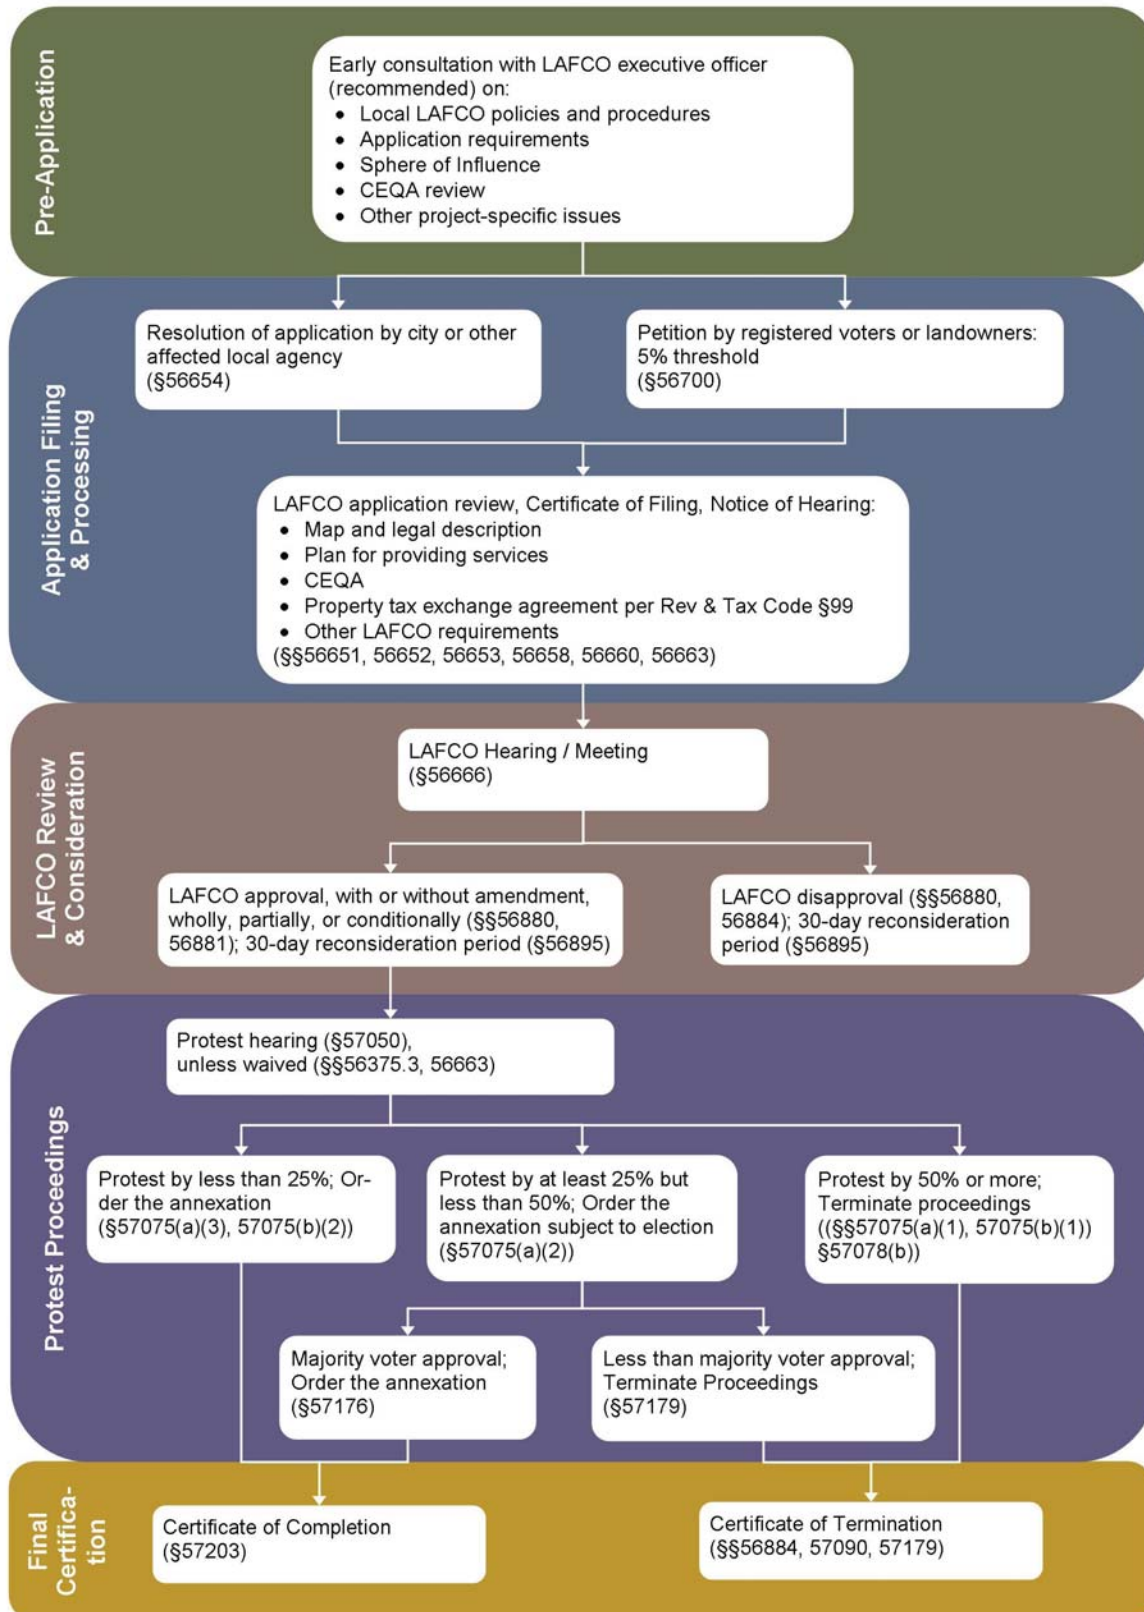 Pre-Application
Early consultation with LAFCO executive officer
(recommended) on:
• Local LAFCO policies and procedures
• Application requirements
• Sphere of Influence
• CEQA review
• Other project-specific issues
Application Filing
& Processing
Resolution of application by city or other
affected local agency
(§56654)
Petition by registered voters or landowners:
5% threshold
(§56700)
LAFCO application review, Certificate of Filing, Notice of Hearing:
• Map and legal description
• Plan for providing services
• CEQA
• Property tax exchange agreement per Rev & Tax Code §99
• Other LAFCO requirements
(§§56651, 56652, 56653, 56658, 56660, 56663)
LAFCO Review
& Consideration
LAFCO Hearing / Meeting
(§56666)
LAFCO approval, with or without amendment,
wholly, partially, or conditionally (§§56880,
56881); 30-day reconsideration period (§56895)
LAFCO disapproval (§§56880,
56884); 30-day reconsideration
period (§56895)
Protest Proceedings
Protest hearing (§57050),
unless waived (§§56375.3, 56663)
Protest by less than 25%; Or-
der the annexation
(§57075(a)(3), 57075(b)(2))
Protest by at least 25% but
less than 50%; Order the
annexation subject to election
(§57075(a)(2))
Protest by 50% or more;
Terminate proceedings
((§§57075(a)(1), 57075(b)(1))
§57078(b))
Majority voter approval;
Order the annexation
(§57176)
Less than majority voter approval;
Terminate Proceedings
(§57179)
Final
Certifica-
tion
Certificate of Completion
(§57203)
Certificate of Termination
(§§56884, 57090, 57179)